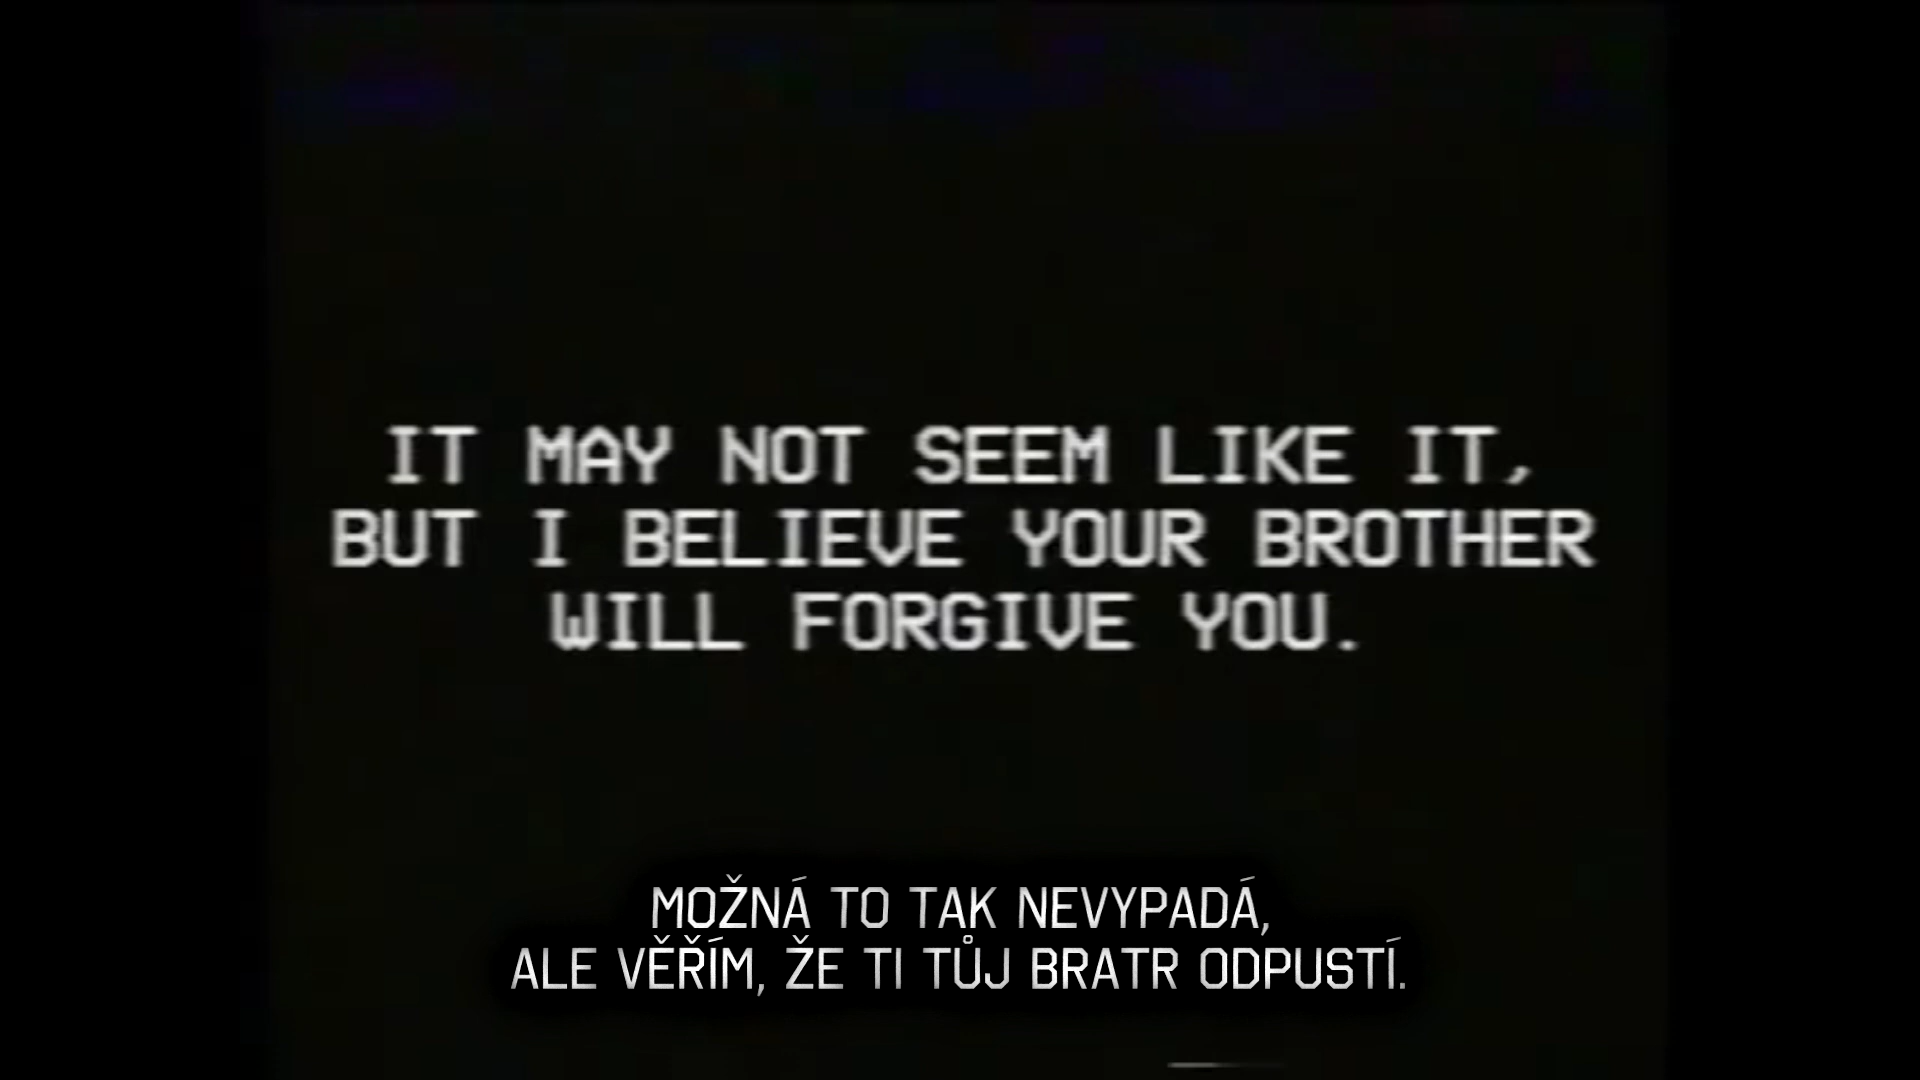 IT MAY NOT SEEM LIKE IT,
BUT I BELIEVE YOUR BROTHER
WILL FORGIVE YOU.
MOŽNÁ TO TAK NEVYPADÁ,
ALE VĚŘÍM, ŽE TI TŮJ BRATR ODPUSTÍ.